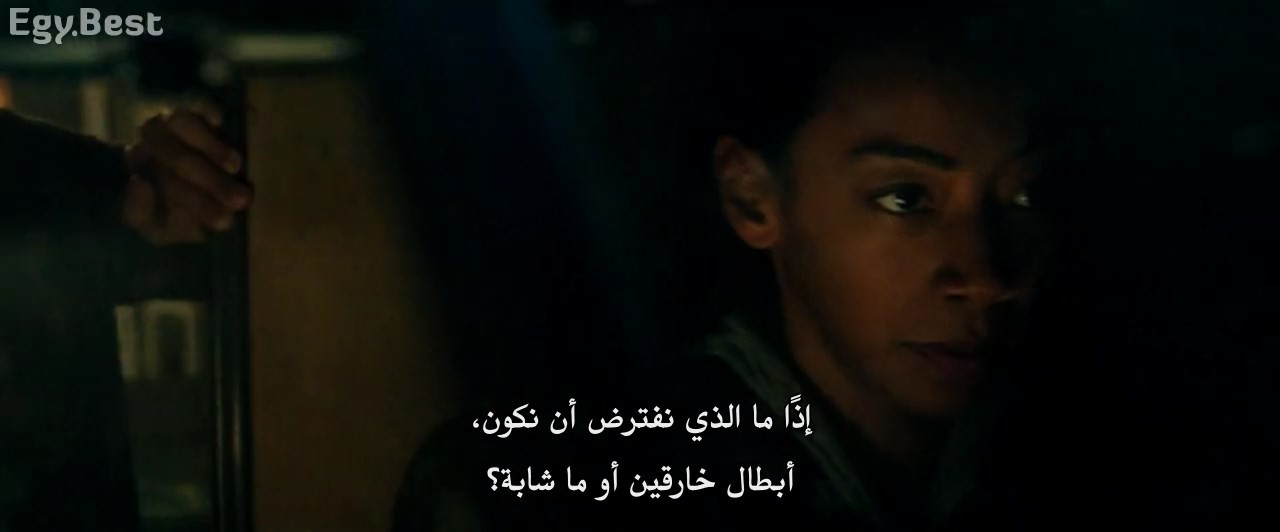 Egy.Best
إذًا ما الذي نفترض أن نكون،
أبطال خارقين أو ما شابة؟